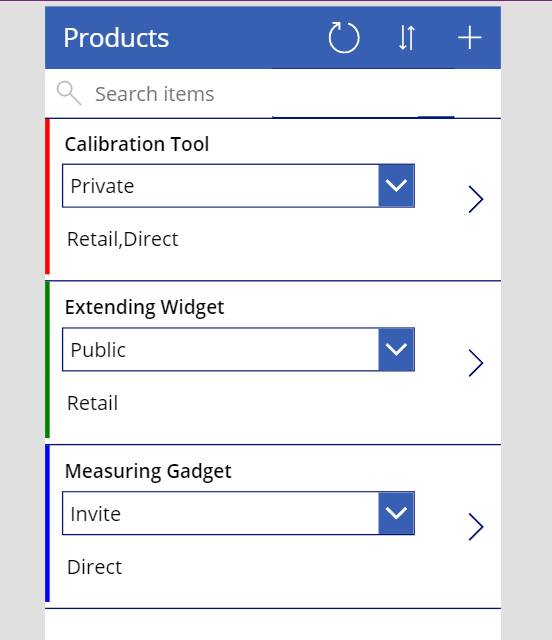 Products
Search items
Calibration Tool
Private
Retail,Direct
Extending Widget
Public
Retail
Measuring Gadget
Invite
Direct